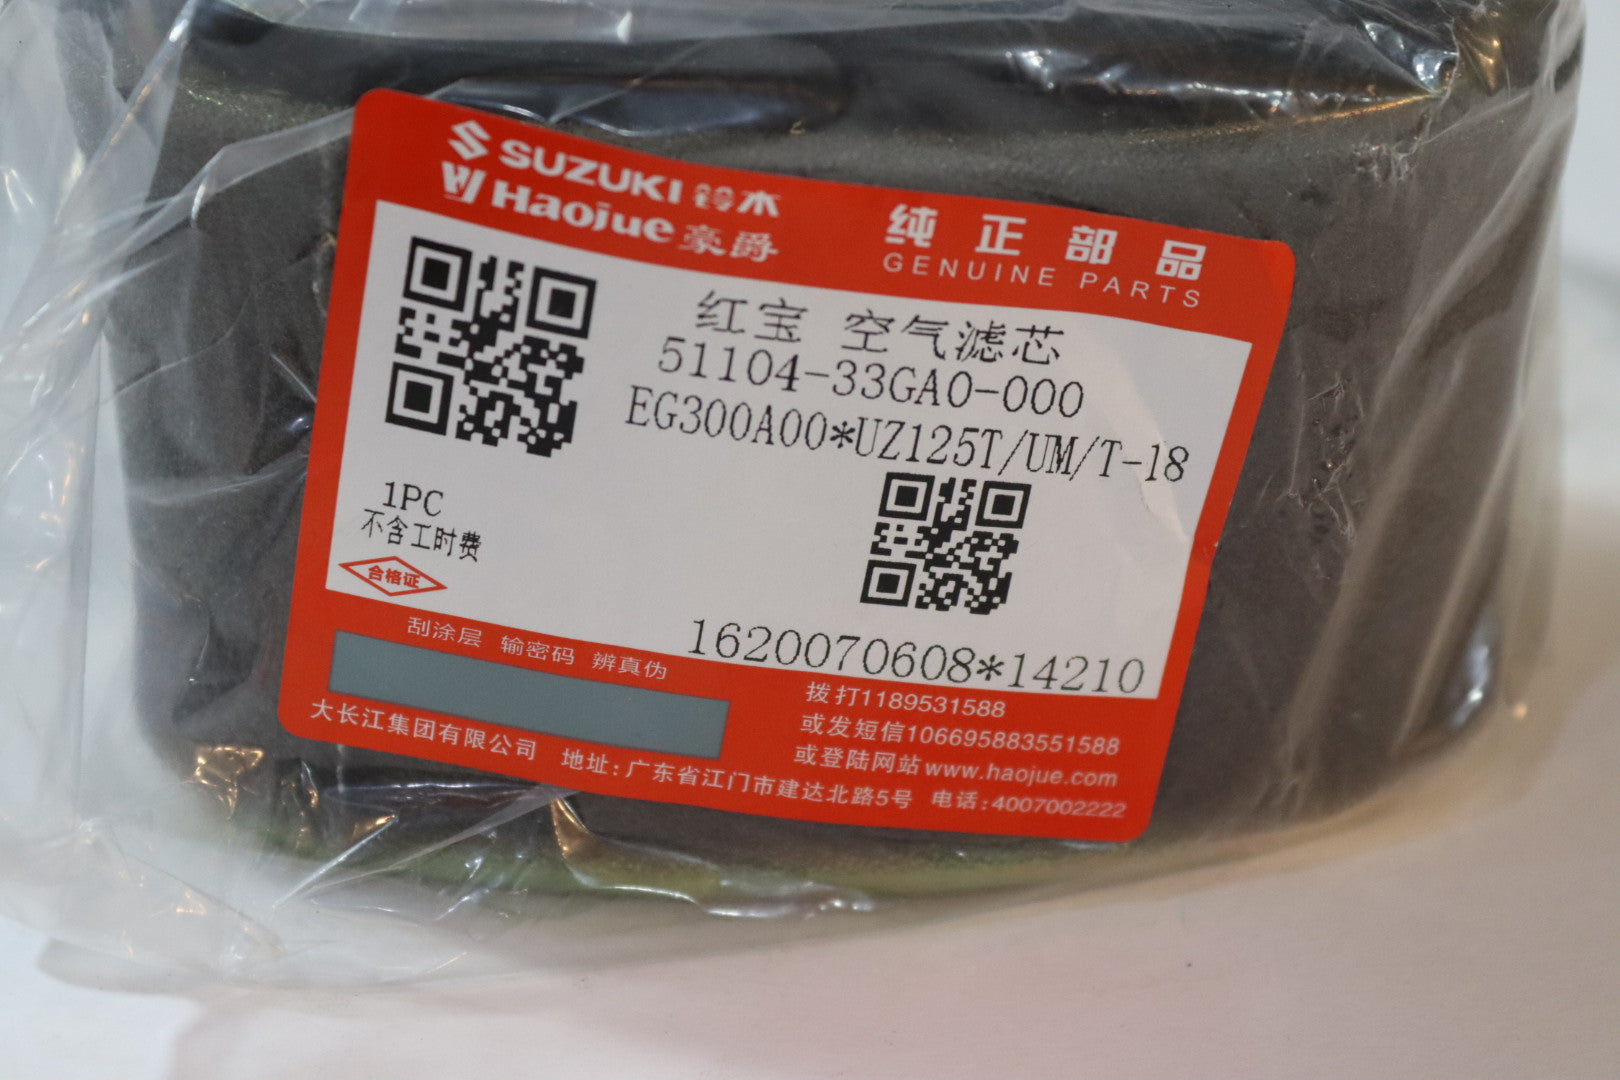 SUZUKI 铃木
Haojue 豪爵
纯正部品
GENUINE PARTS
红宝 空气滤芯
51104-33GA0-000
EG300A00*UZ125T/UM/T-18
1PC
不含工时费
合格证
1620070608*14210
刮涂层 输密码 辨真伪
拨打1189531588
或发短信106695883551588
或登陆网站www.haojue.com
大长江集团有限公司 地址:广东省江门市建达北路5号 电话:4007002222